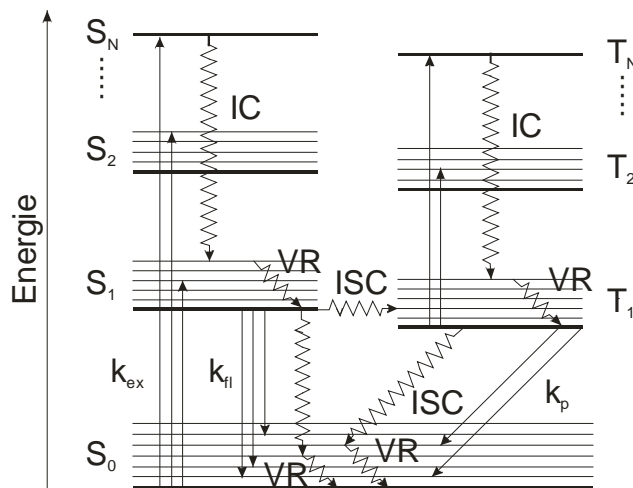 Energie
S_N
S_2
S_1
S_0
IC
VR
ISC
k_ex
k_fl
VR
T_N
T_2
T_1
IC
VR
ISC
VR
k_p